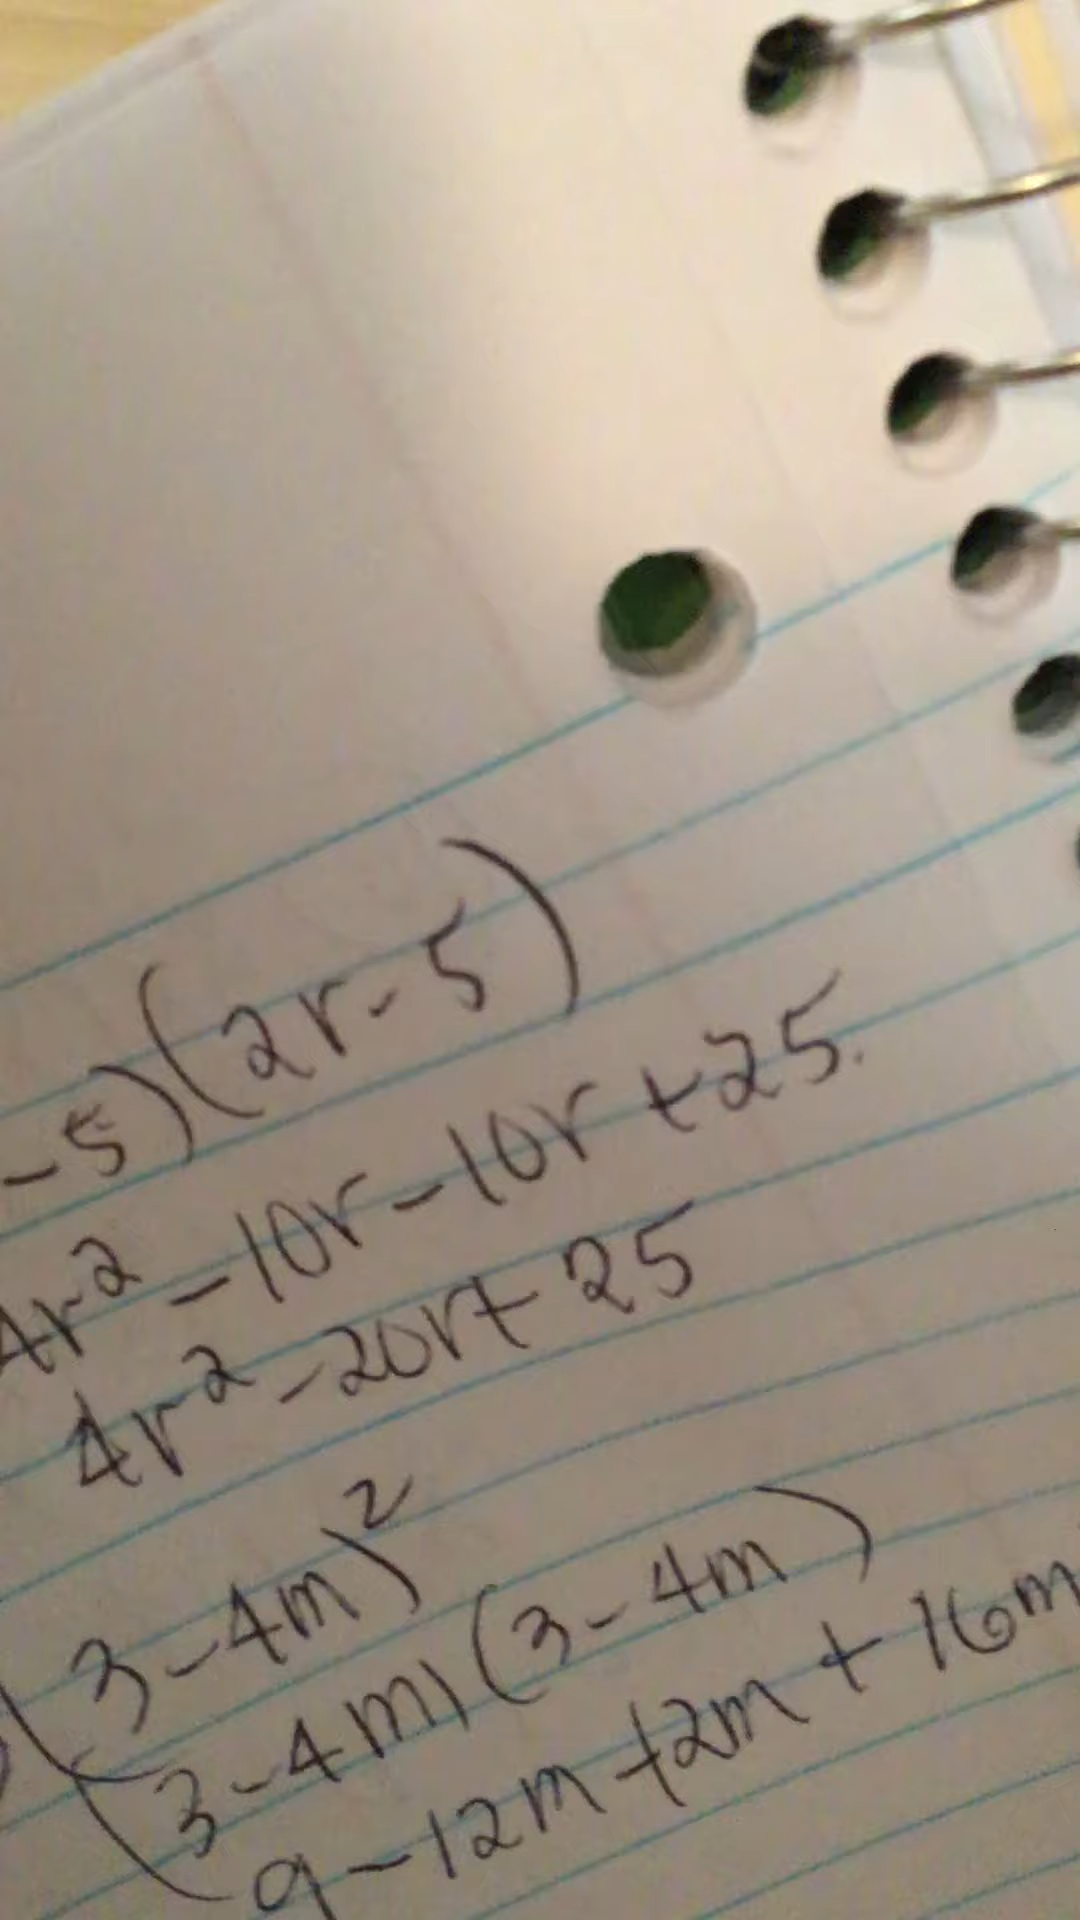 -5)(2r-5)
4r² -10r-10r +25.
4r²-20r+25
(3-4m)²
(3-4m)(3-4m)
9-12m-12m+16m